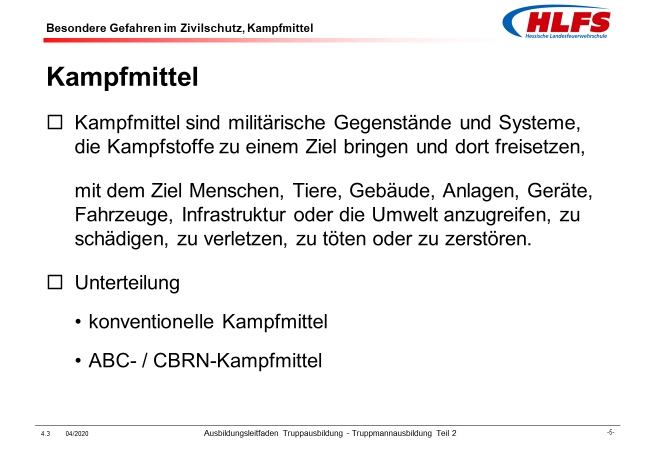 Besondere Gefahren im Zivilschutz, Kampfmittel
HLFS
Hessische Landesfeuerwehrschule
Kampfmittel
Kampfmittel sind militärische Gegenstände und Systeme,
die Kampfstoffe zu einem Ziel bringen und dort freisetzen,
mit dem Ziel Menschen, Tiere, Gebäude, Anlagen, Geräte,
Fahrzeuge, Infrastruktur oder die Umwelt anzugreifen, zu
schädigen, zu verletzen, zu töten oder zu zerstören.
Unterteilung
• konventionelle Kampfmittel
• ABC- / CBRN-Kampfmittel
4.3 04/2020 Ausbildungsleitfaden Truppausbildung - Truppmannausbildung Teil 2 -5-